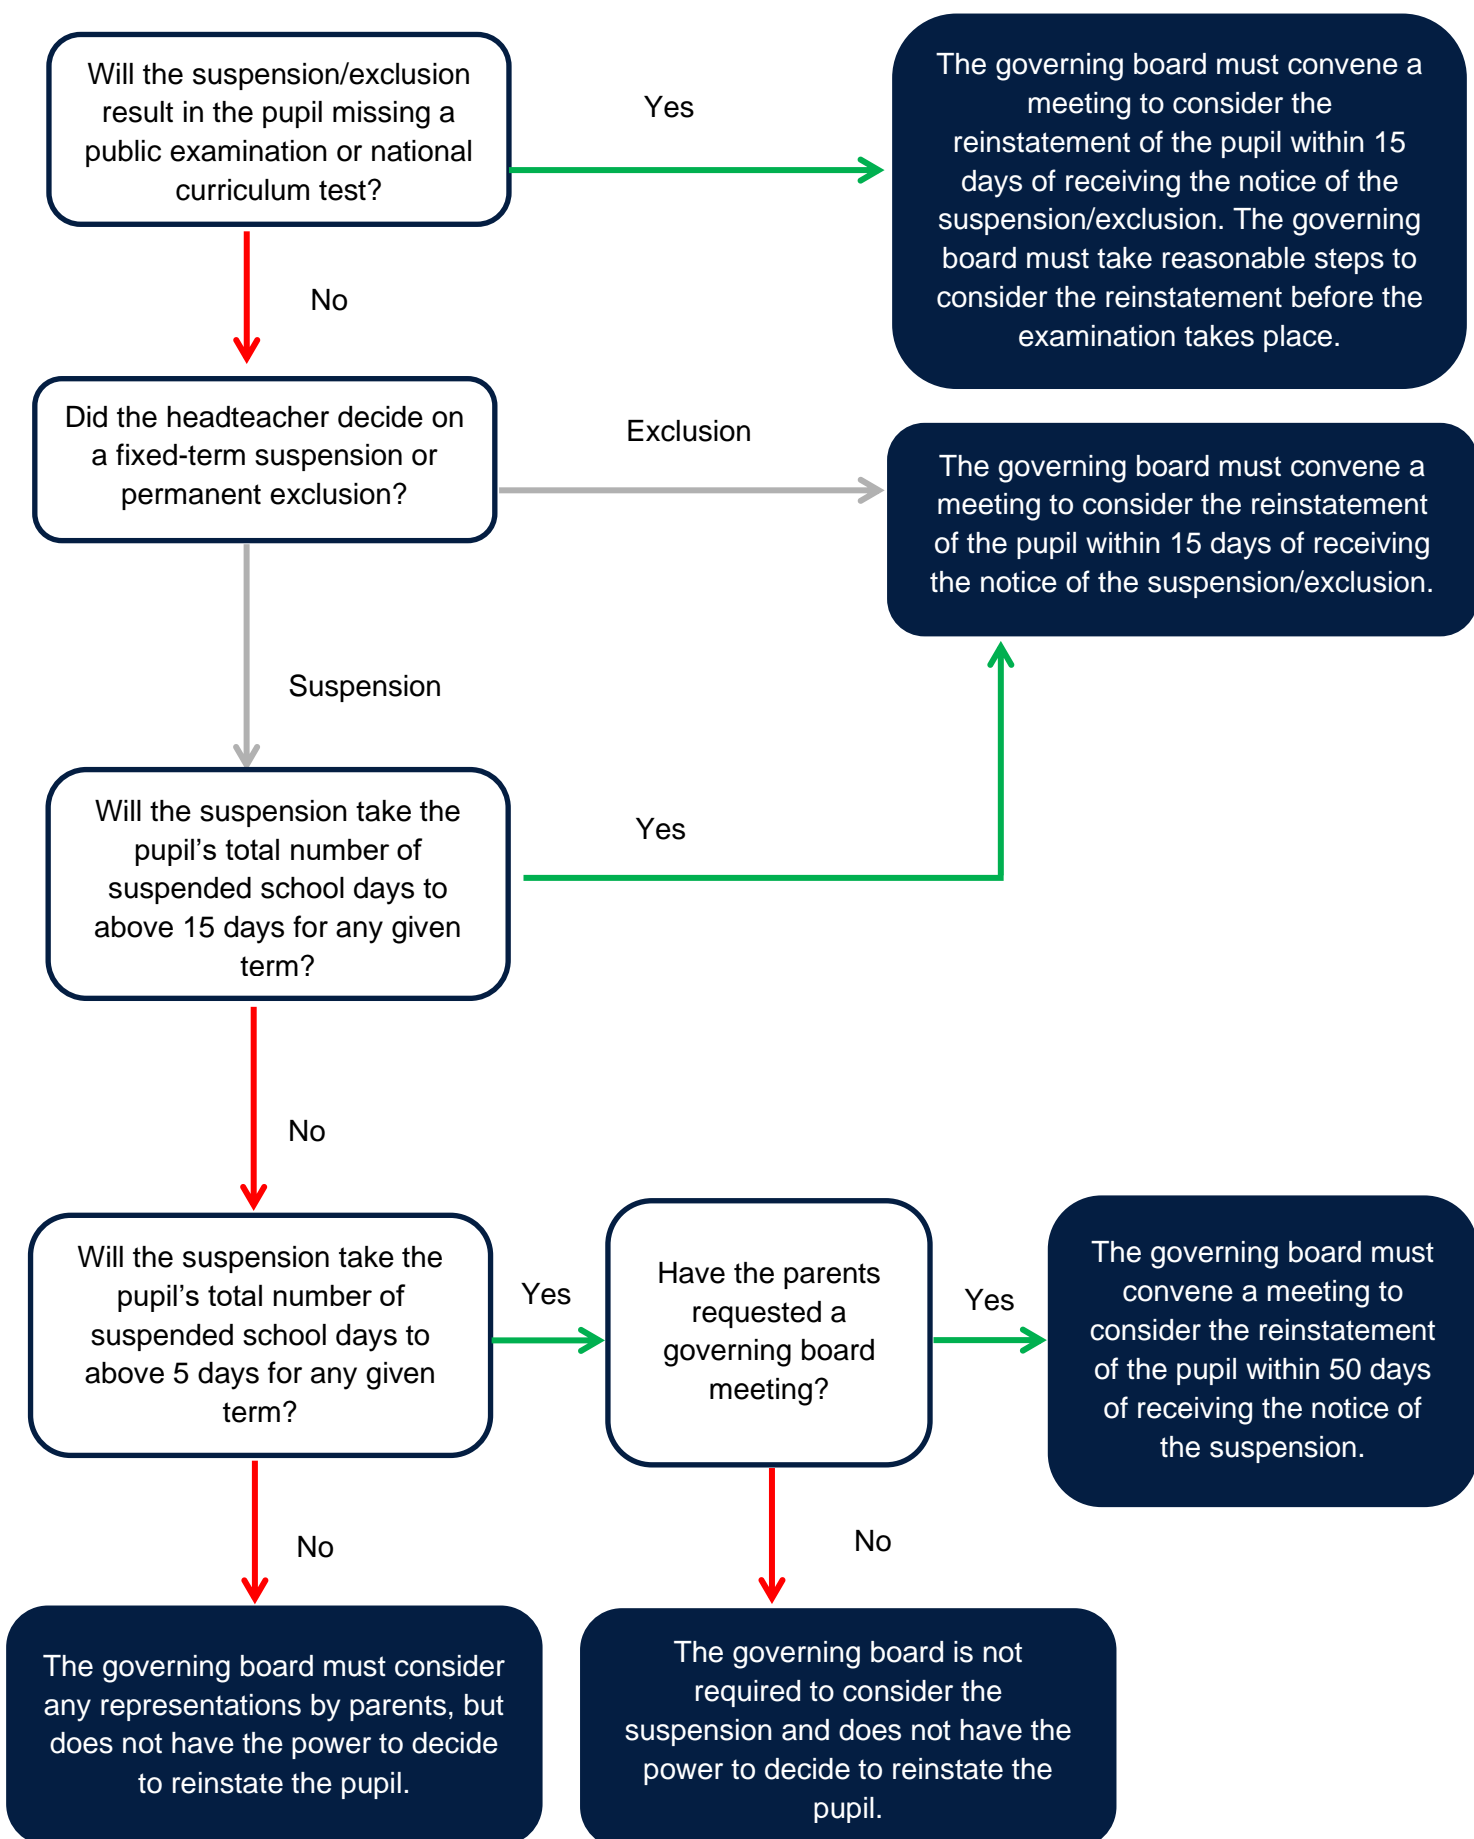 Will the suspension/exclusion
result in the pupil missing a
public examination or national
curriculum test?
Yes
The governing board must convene a
meeting to consider the
reinstatement of the pupil within 15
days of receiving the notice of the
suspension/exclusion. The governing
board must take reasonable steps to
consider the reinstatement before the
examination takes place.
No
Did the headteacher decide on
a fixed-term suspension or
permanent exclusion?
Exclusion
The governing board must convene a
meeting to consider the reinstatement
of the pupil within 15 days of receiving
the notice of the suspension/exclusion.
Suspension
Will the suspension take the
pupil’s total number of
suspended school days to
above 15 days for any given
term?
Yes
No
Will the suspension take the
pupil’s total number of
suspended school days to
above 5 days for any given
term?
Yes
Have the parents
requested a
governing board
meeting?
Yes
The governing board must
convene a meeting to
consider the reinstatement
of the pupil within 50 days
of receiving the notice of
the suspension.
No
No
The governing board must consider
any representations by parents, but
does not have the power to decide
to reinstate the pupil.
The governing board is not
required to consider the
suspension and does not have the
power to decide to reinstate the
pupil.